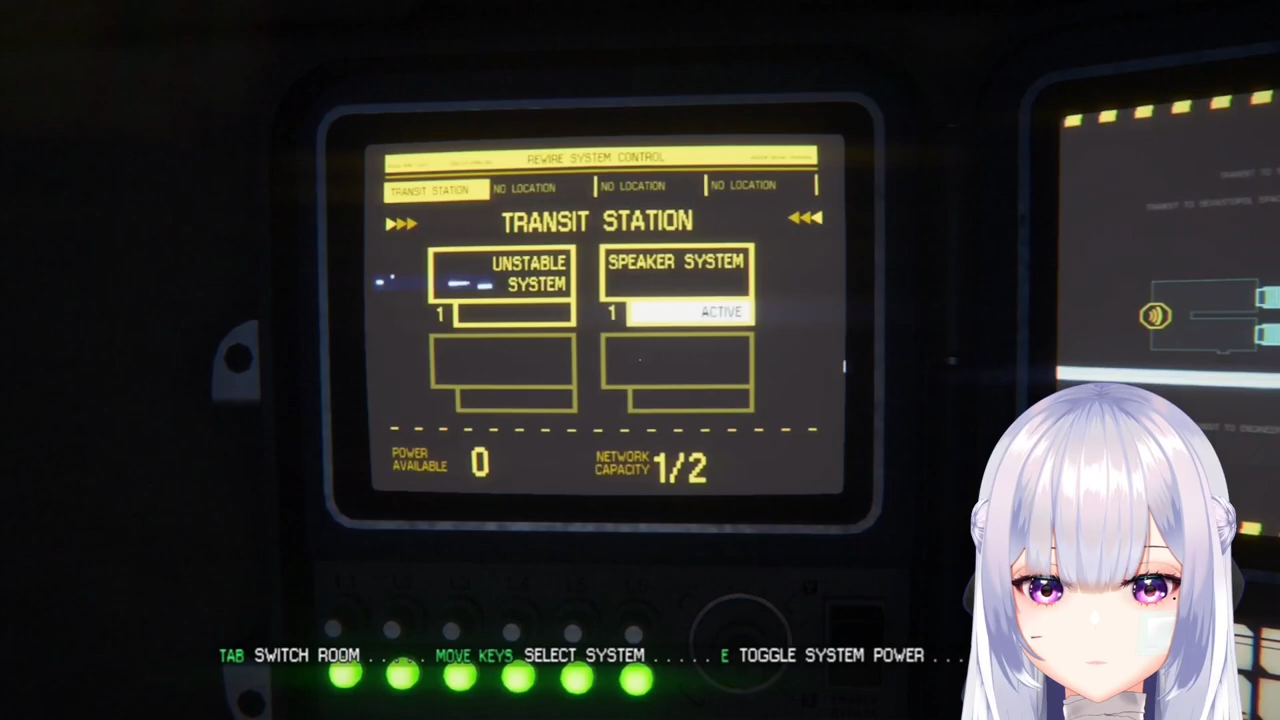 REWIRE SYSTEM CONTROL
TRANSIT STATION NO LOCATION NO LOCATION NO LOCATION
TRANSIT STATION
UNSTABLE SYSTEM
1
SPEAKER SYSTEM
1 ACTIVE
POWER AVAILABLE 0
NETWORK CAPACITY 1/2
TAB SWITCH ROOM ..... MOVE KEYS SELECT SYSTEM ..... E TOGGLE SYSTEM POWER ...